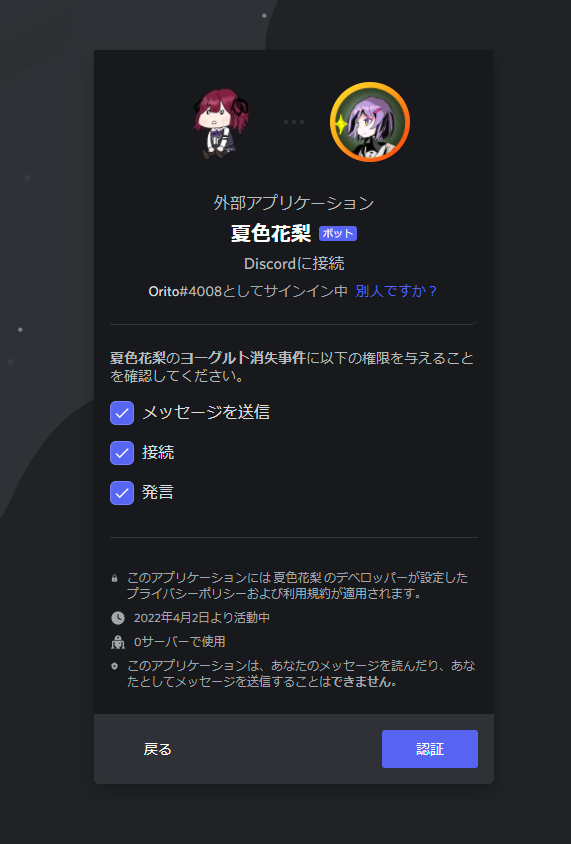 外部アプリケーション
夏色花梨 ボット
Discordに接続
Orito#4008としてサインイン中 別人ですか？
夏色花梨のヨーグルト消失事件に以下の権限を与えること
を確認してください。
メッセージを送信
接続
発言
このアプリケーションには 夏色花梨 のデベロッパーが設定した
プライバシーポリシーおよび利用規約が適用されます。
2022年4月2日より活動中
0サーバーで使用
このアプリケーションは、あなたのメッセージを読んだり、あな
たとしてメッセージを送信することはできません。
戻る 認証